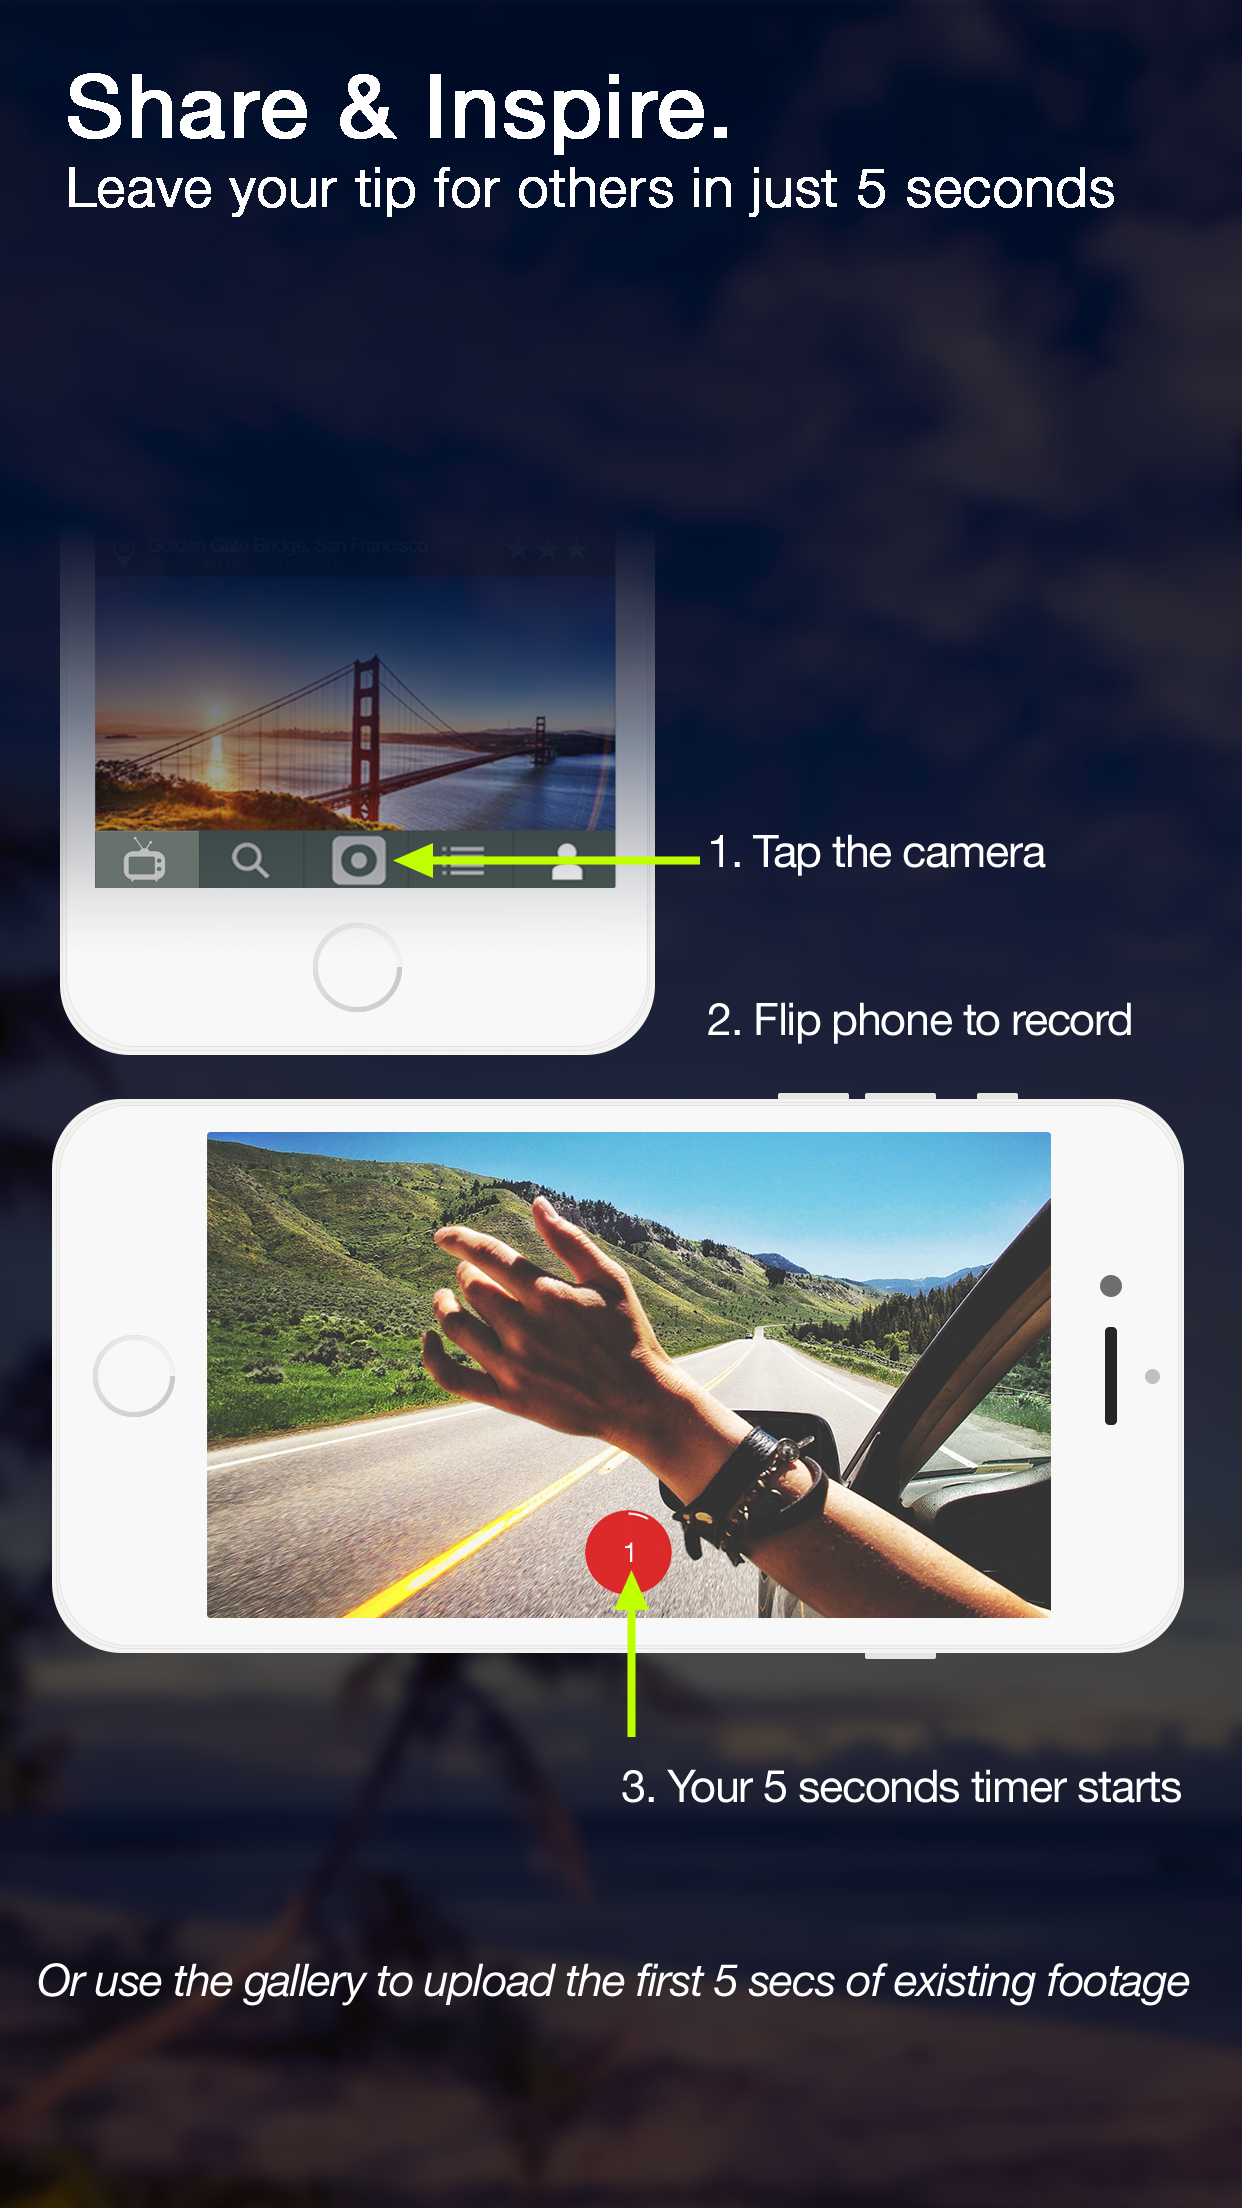 Share & Inspire.
Leave your tip for others in just 5 seconds
Golden Gate Bridge, San Francisco
1. Tap the camera
2. Flip phone to record
1
3. Your 5 seconds timer starts
Or use the gallery to upload the first 5 secs of existing footage